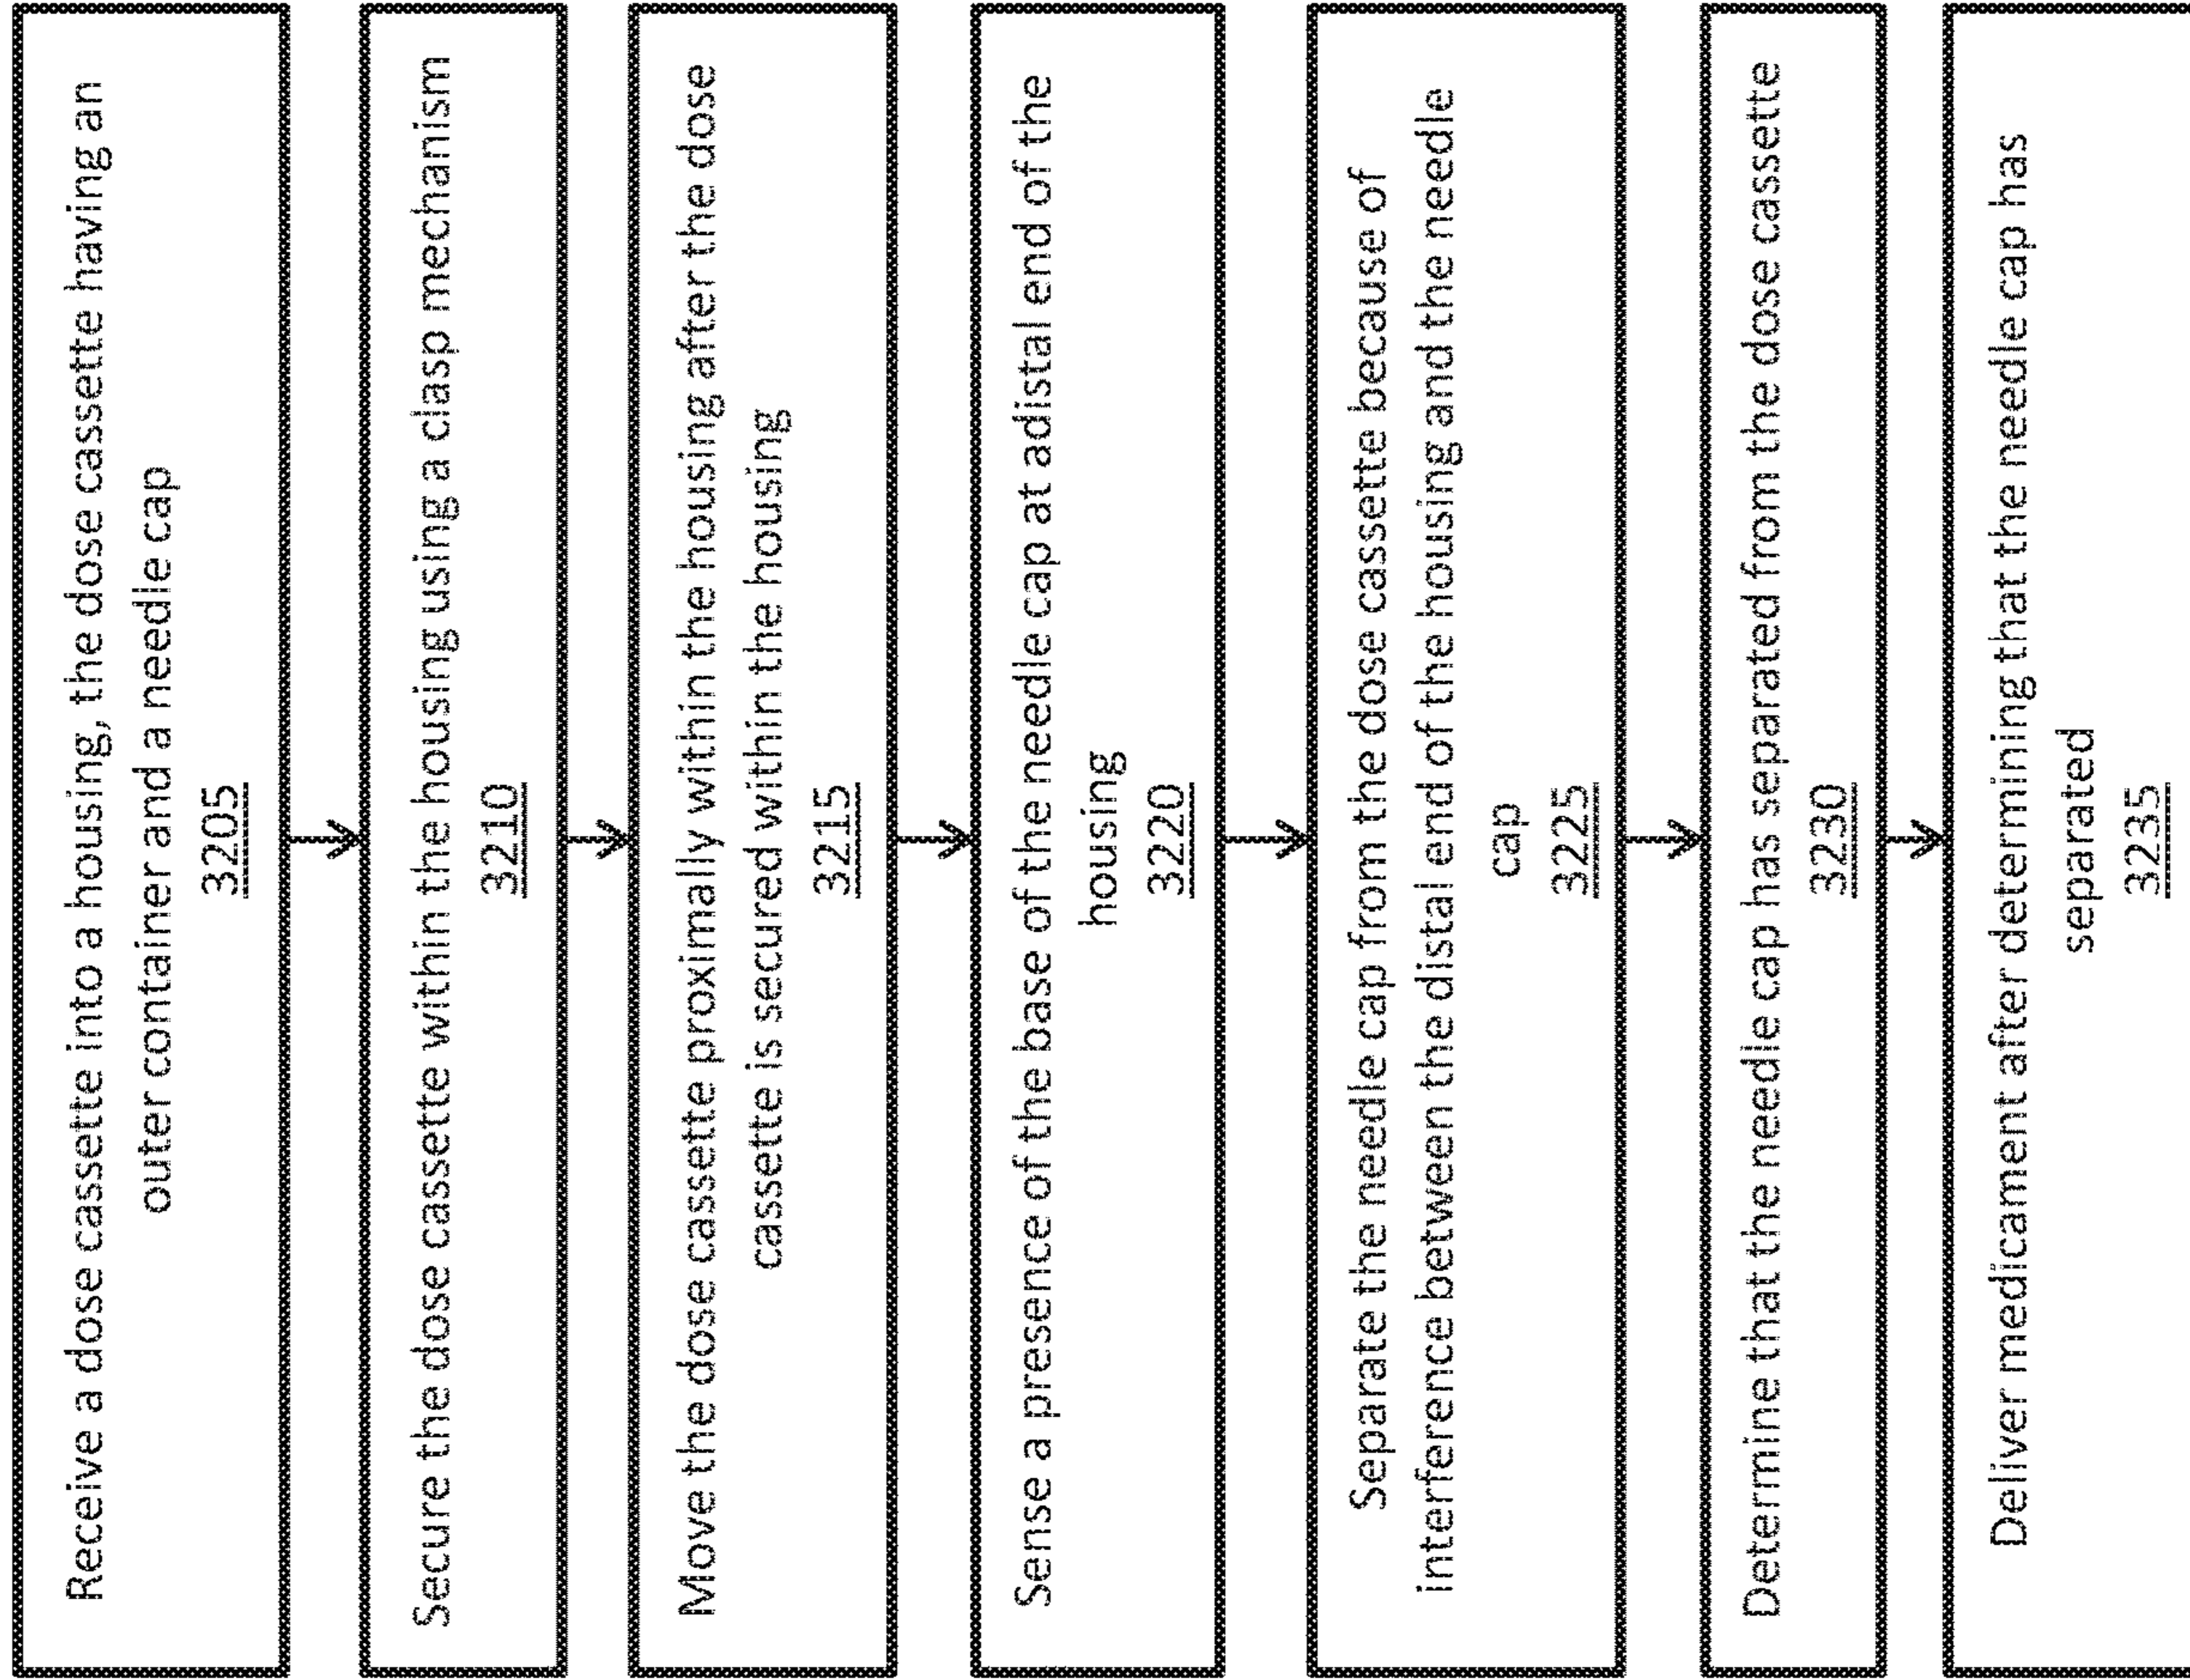 Receive a dose cassette into a housing, the dose cassette having an
outer container and a needle cap
3205
Secure the dose cassette within the housing using a clasp mechanism
3210
Move the dose cassette proximally within the housing after the dose
cassette is secured within the housing
3215
Sense a presence of the base of the needle cap at adistal end of the
housing
3220
Separate the needle cap from the dose cassette because of
interference between the distal end of the housing and the needle
cap
3225
Determine that the needle cap has separated from the dose cassette
3230
Deliver medicament after determining that the needle cap has
separated
3235